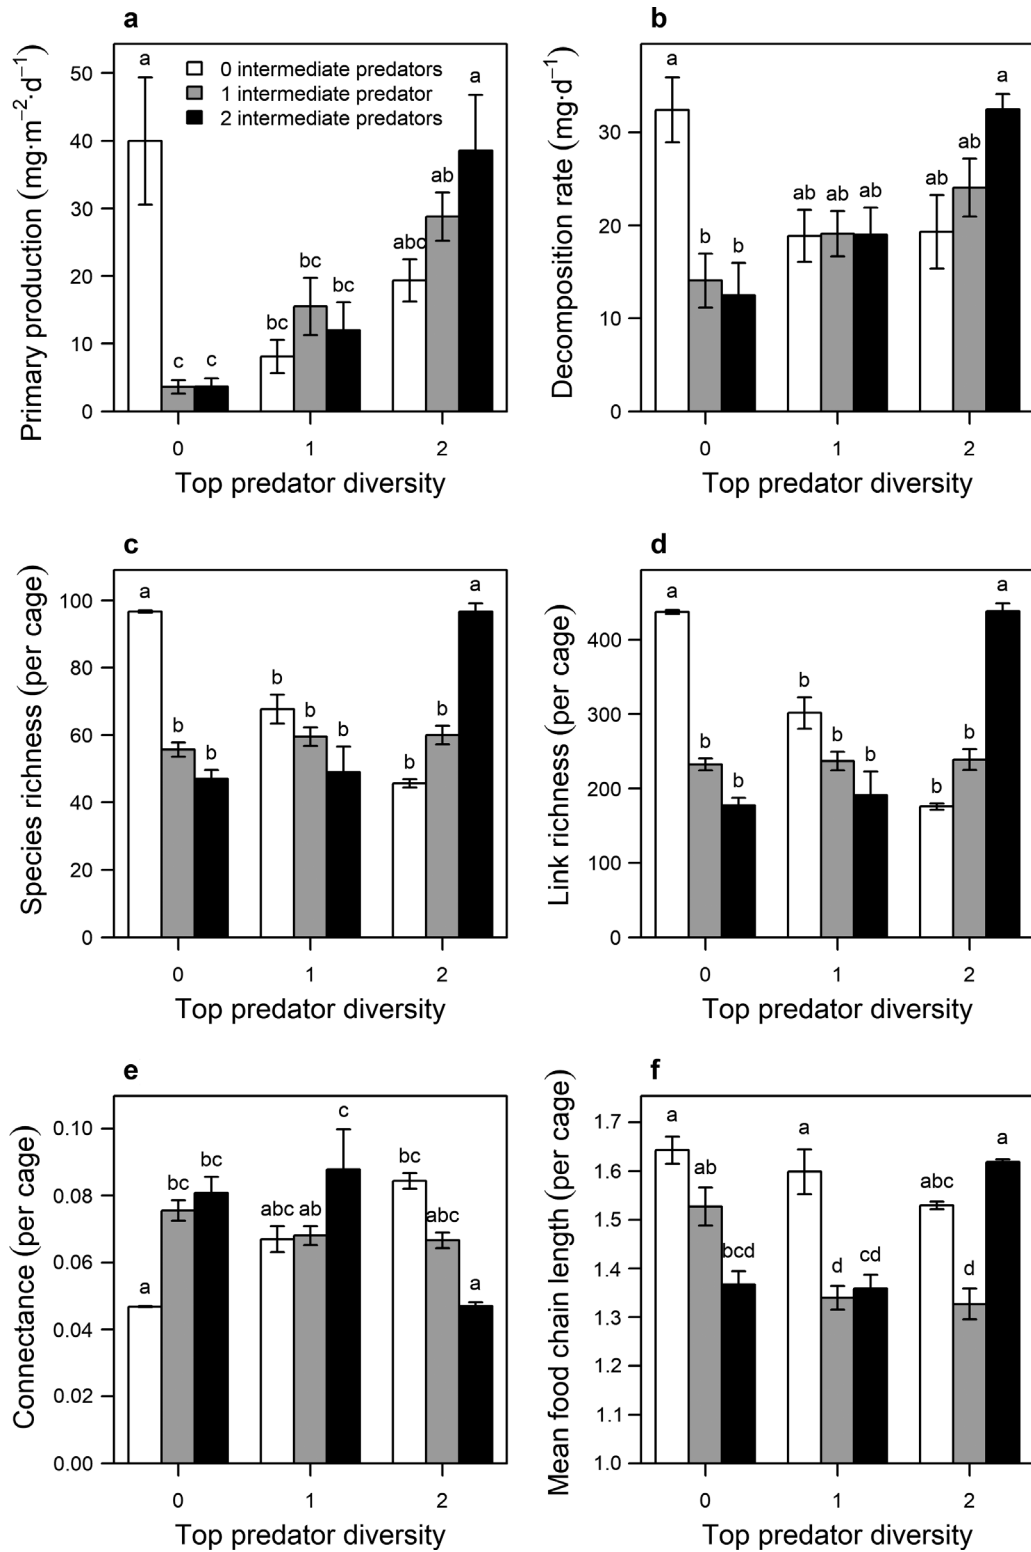 a
Primary production (mg·m⁻²·d⁻¹)
50
40
30
20
10
0
0 intermediate predators
1 intermediate predator
2 intermediate predators
a
c
c
bc
bc
bc
abc
ab
a
0
1
2
Top predator diversity
b
Decomposition rate (mg·d⁻¹)
30
20
10
0
a
b
b
ab
ab
ab
ab
ab
a
0
1
2
Top predator diversity
c
Species richness (per cage)
100
80
60
40
20
0
a
b
b
b
b
b
b
b
a
0
1
2
Top predator diversity
d
Link richness (per cage)
400
300
200
100
0
a
b
b
b
b
b
b
b
a
0
1
2
Top predator diversity
e
Connectance (per cage)
0.10
0.08
0.06
0.04
0.02
0.00
a
bc
bc
abc
ab
c
bc
abc
a
0
1
2
Top predator diversity
f
Mean food chain length (per cage)
1.7
1.6
1.5
1.4
1.3
1.2
1.1
1.0
a
ab
bcd
a
d
cd
abc
d
a
0
1
2
Top predator diversity